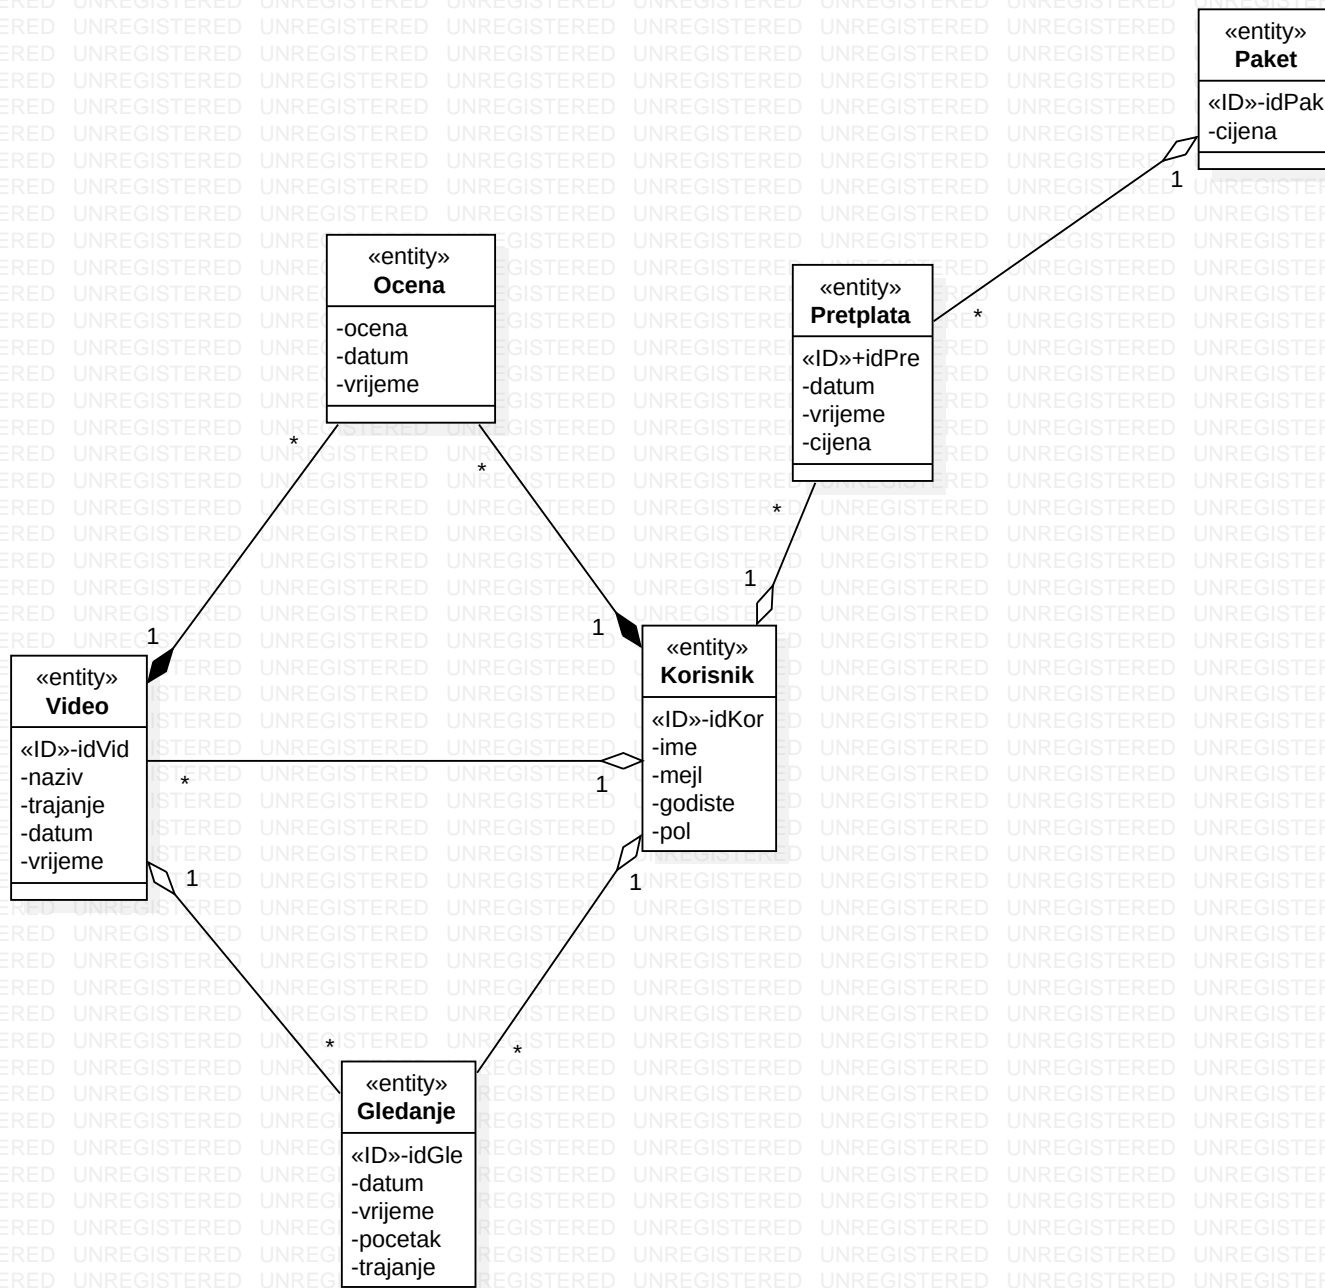 «entity»
Paket
«ID»-idPak
-cijena
1
*
«entity»
Ocena
-ocena
-datum
-vrijeme
*
*
1
1
«entity»
Pretplata
«ID»+idPre
-datum
-vrijeme
-cijena
*
1
«entity»
Video
«ID»-idVid
-naziv
-trajanje
-datum
-vrijeme
*
1
1
«entity»
Korisnik
«ID»-idKor
-ime
-mejl
-godiste
-pol
1
*
*
«entity»
Gledanje
«ID»-idGle
-datum
-vrijeme
-pocetak
-trajanje
UNREGISTERED